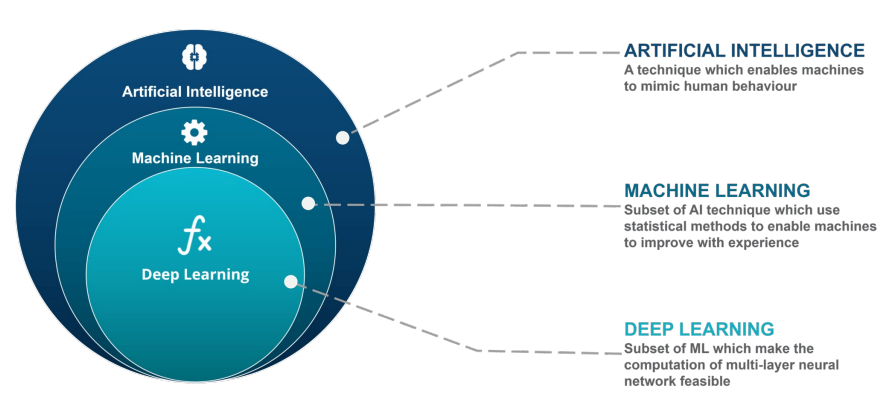 Artificial Intelligence
Machine Learning
fx
Deep Learning
ARTIFICIAL INTELLIGENCE
A technique which enables machines
to mimic human behaviour
MACHINE LEARNING
Subset of AI technique which use
statistical methods to enable machines
to improve with experience
DEEP LEARNING
Subset of ML which make the
computation of multi-layer neural
network feasible